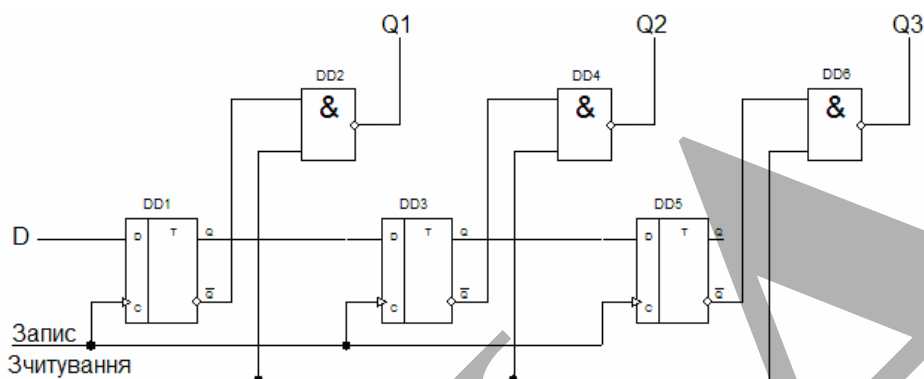 Q1 Q2 Q3
DD2 DD4 DD6
& & &
DD1 DD3 DD5
D D T Q D T Q D T Q
C Q̅ C Q̅ C Q̅
Запис
Зчитування